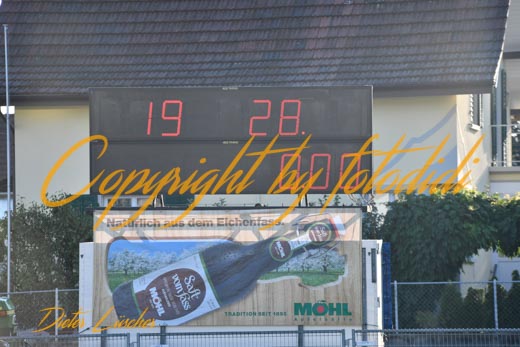 19 28.
0:00
Copyright by fotodidi
Natürlich aus dem Eichenfass
Saft
vom Fass
MÖHL
TRADITION SEIT 1895
MÖHL
Dieter Lüscher